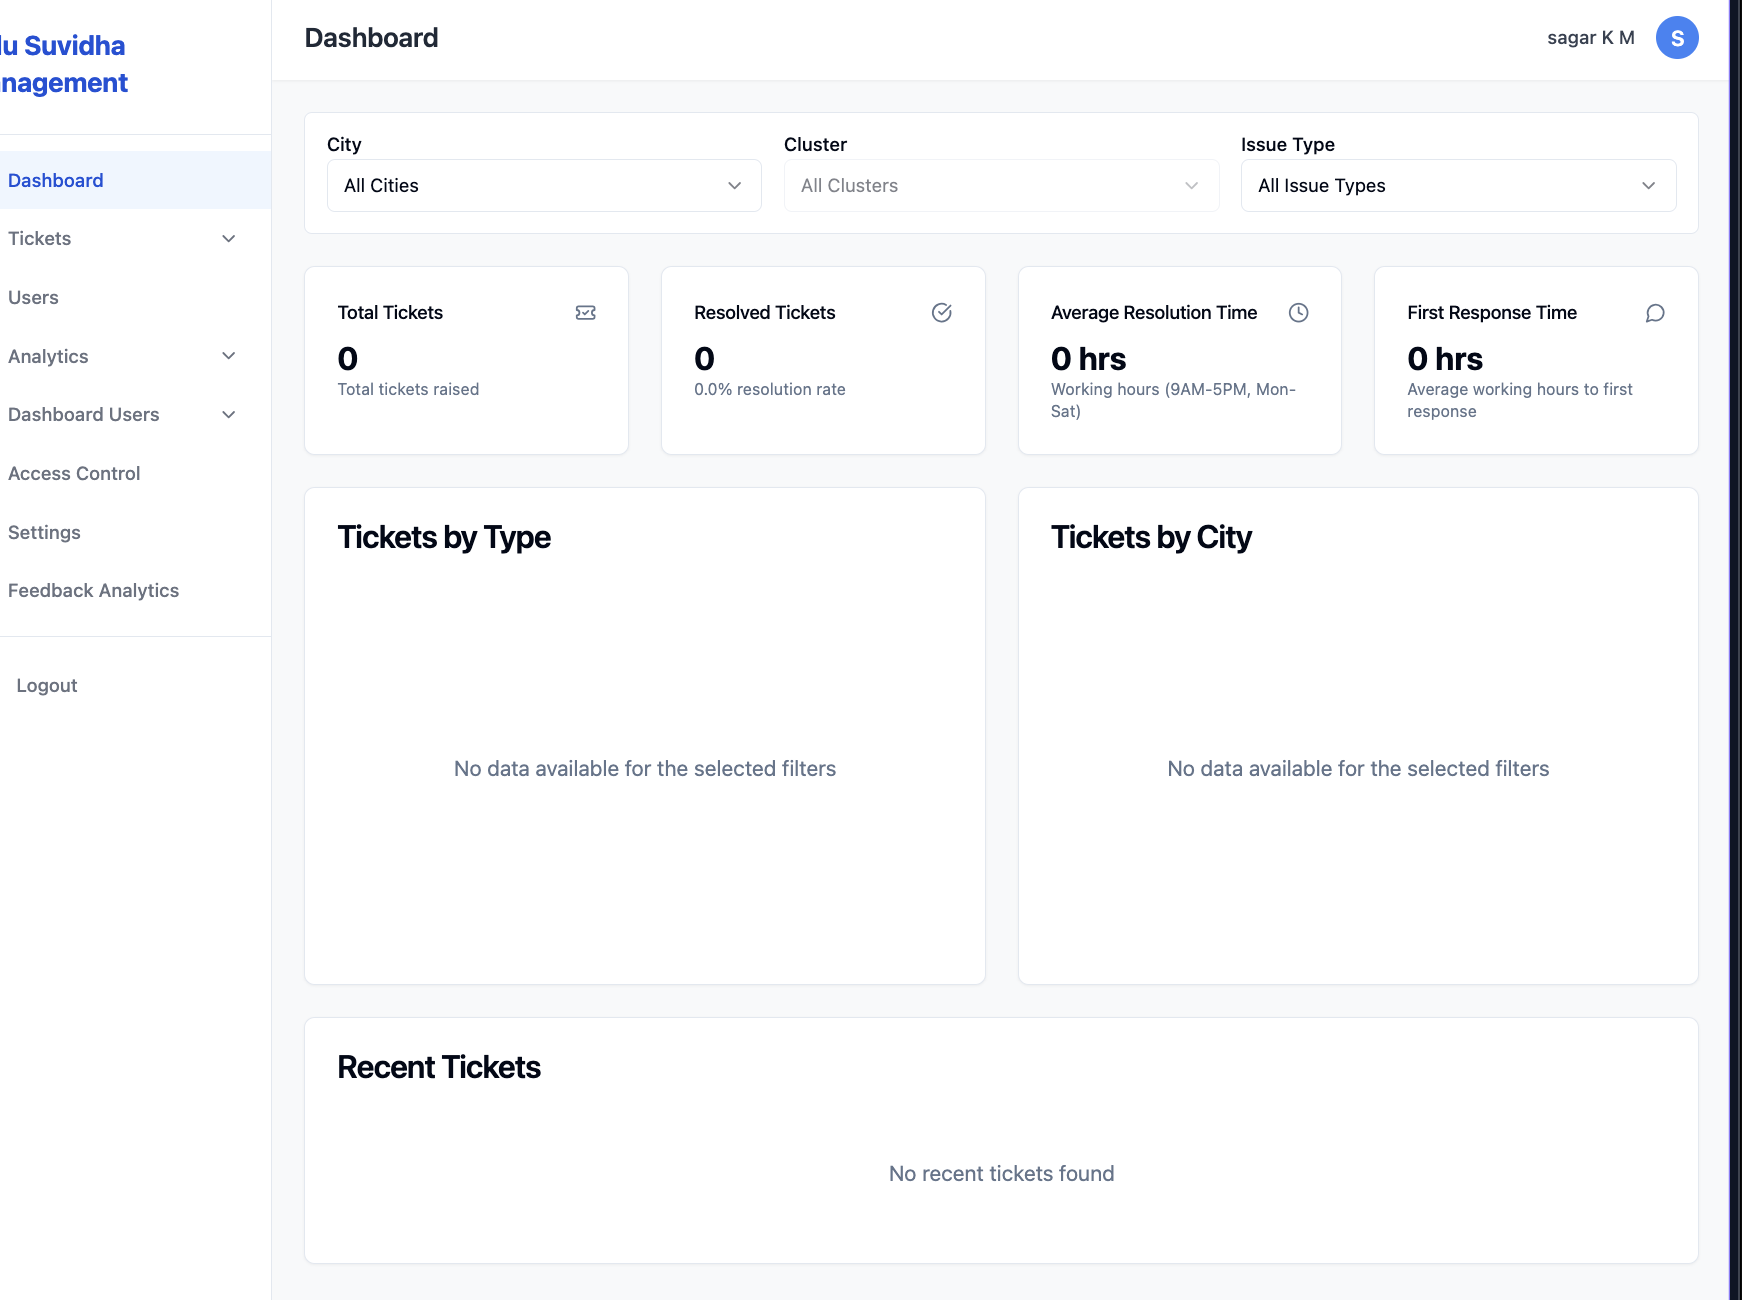 Suvidha
Dashboard
Tickets
Users
Analytics
Dashboard Users
Access Control
Settings
Feedback Analytics
Logout
Dashboard
sagar K M
S
City
All Cities
Cluster
All Clusters
Issue Type
All Issue Types
Total Tickets
0
Total tickets raised
Resolved Tickets
0
0.0% resolution rate
Average Resolution Time
0 hrs
Working hours (9AM-5PM, Mon-
Sat)
First Response Time
0 hrs
Average working hours to first
response
Tickets by Type
No data available for the selected filters
Tickets by City
No data available for the selected filters
Recent Tickets
No recent tickets found